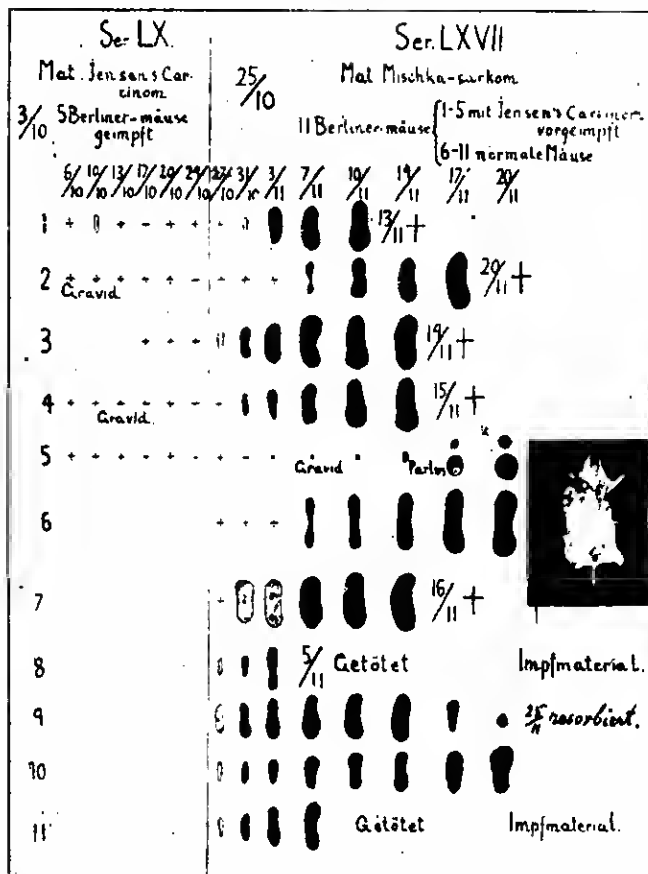 Ser LX.
Ser. LXVII
Mat. Jensen's Car-
cinom
25/10
Mat Mischka-sarkom
3/10 5 Berliner-mäuse
geimpft
11 Berliner-mäuse
1-5 mit Jensen's Carcinom
vorgeimpft
6-11 normale Mäuse
6/10 10/10 13/10 17/10 20/10 24/10 27/10 31/10 3/11 7/11 10/11 14/11 17/11 20/11
1 + + + + + + 13/11 +
2 + + + + + + + + + 20/11 +
Gravid
3 + + + + 14/11 +
4 + + + + + + + 15/11 +
Gravid.
5 + + + + + + + + +
Gravid
6 + + +
7 + 16/11 +
8 5/11 Getötet Impfmaterial.
9 25/11 resorbiert.
10
11 Getötet Impfmaterial.